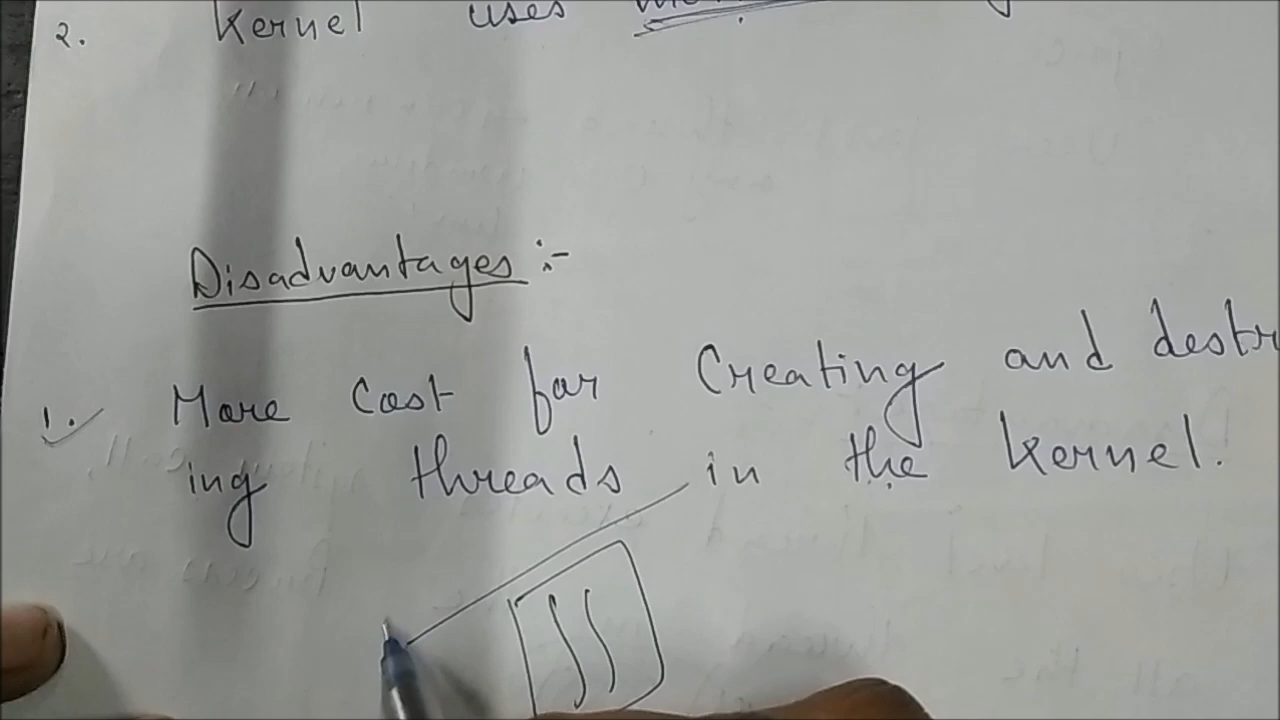 2. Kernel uses
Disadvantages :-
1. More Cost for Creating and destr
ing threads in the kernel.